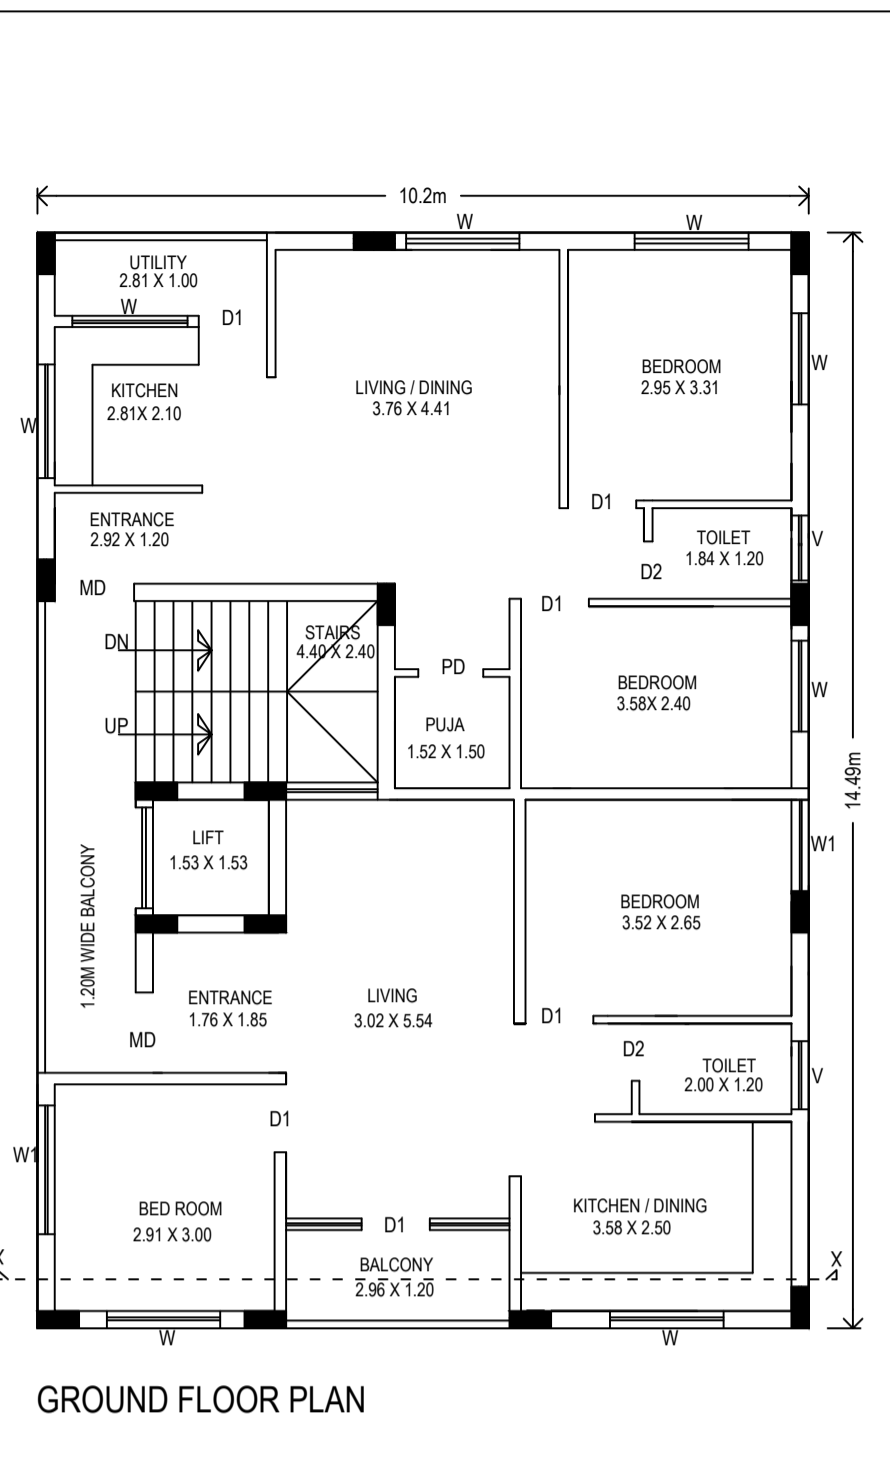 10.2m
W
W
UTILITY
2.81 X 1.00
W
D1
W
KITCHEN
2.81X 2.10
LIVING / DINING
3.76 X 4.41
BEDROOM
2.95 X 3.31
W
W
ENTRANCE
2.92 X 1.20
D1
TOILET
1.84 X 1.20
V
D2
MD
D1
DN
STAIRS
4.40 X 2.40
PD
BEDROOM
3.58X 2.40
W
UP
PUJA
1.52 X 1.50
14.49m
LIFT
1.53 X 1.53
W1
1.20M WIDE BALCONY
BEDROOM
3.52 X 2.65
ENTRANCE
1.76 X 1.85
LIVING
3.02 X 5.54
D1
MD
D2
TOILET
2.00 X 1.20
V
D1
W1
BED ROOM
2.91 X 3.00
D1
KITCHEN / DINING
3.58 X 2.50
BALCONY
2.96 X 1.20
X
X
W
W
GROUND FLOOR PLAN